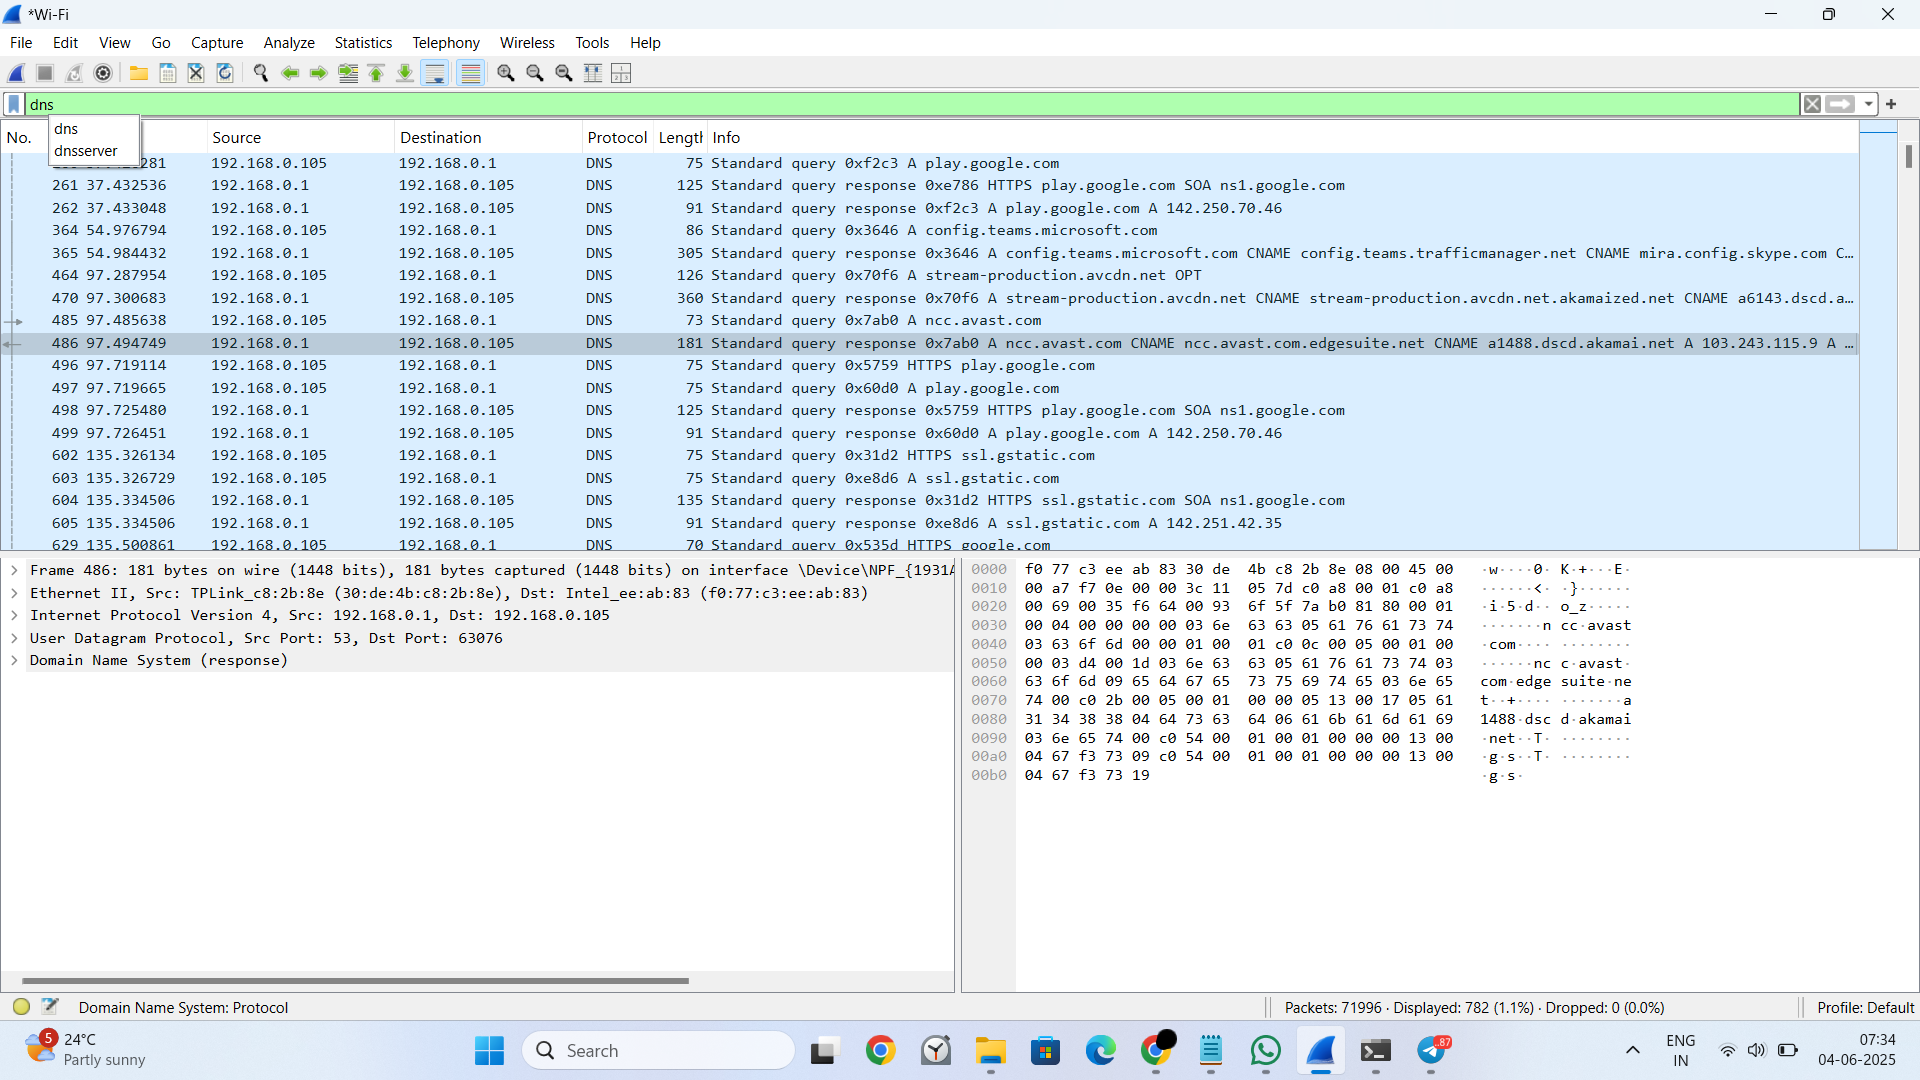 *Wi-Fi
File Edit View Go Capture Analyze Statistics Telephony Wireless Tools Help
dns
dns
dnsserver
No. Source Destination Protocol Length Info
281 192.168.0.105 192.168.0.1 DNS 75 Standard query 0xf2c3 A play.google.com
261 37.432536 192.168.0.1 192.168.0.105 DNS 125 Standard query response 0xe786 HTTPS play.google.com SOA ns1.google.com
262 37.433048 192.168.0.1 192.168.0.105 DNS 91 Standard query response 0xf2c3 A play.google.com A 142.250.70.46
364 54.976794 192.168.0.105 192.168.0.1 DNS 86 Standard query 0x3646 A config.teams.microsoft.com
365 54.984432 192.168.0.1 192.168.0.105 DNS 305 Standard query response 0x3646 A config.teams.microsoft.com CNAME config.teams.trafficmanager.net CNAME mira.config.skype.com C…
464 97.287954 192.168.0.105 192.168.0.1 DNS 126 Standard query 0x70f6 A stream-production.avcdn.net OPT
470 97.300683 192.168.0.1 192.168.0.105 DNS 360 Standard query response 0x70f6 A stream-production.avcdn.net CNAME stream-production.avcdn.net.akamaized.net CNAME a6143.dscd.a…
485 97.485638 192.168.0.105 192.168.0.1 DNS 73 Standard query 0x7ab0 A ncc.avast.com
486 97.494749 192.168.0.1 192.168.0.105 DNS 181 Standard query response 0x7ab0 A ncc.avast.com CNAME ncc.avast.com.edgesuite.net CNAME a1488.dscd.akamai.net A 103.243.115.9 A …
496 97.719114 192.168.0.105 192.168.0.1 DNS 75 Standard query 0x5759 HTTPS play.google.com
497 97.719665 192.168.0.105 192.168.0.1 DNS 75 Standard query 0x60d0 A play.google.com
498 97.725480 192.168.0.1 192.168.0.105 DNS 125 Standard query response 0x5759 HTTPS play.google.com SOA ns1.google.com
499 97.726451 192.168.0.1 192.168.0.105 DNS 91 Standard query response 0x60d0 A play.google.com A 142.250.70.46
602 135.326134 192.168.0.105 192.168.0.1 DNS 75 Standard query 0x31d2 HTTPS ssl.gstatic.com
603 135.326729 192.168.0.105 192.168.0.1 DNS 75 Standard query 0xe8d6 A ssl.gstatic.com
604 135.334506 192.168.0.1 192.168.0.105 DNS 135 Standard query response 0x31d2 HTTPS ssl.gstatic.com SOA ns1.google.com
605 135.334506 192.168.0.1 192.168.0.105 DNS 91 Standard query response 0xe8d6 A ssl.gstatic.com A 142.251.42.35
629 135.500861 192.168.0.105 192.168.0.1 DNS 70 Standard query 0x535d HTTPS google.com
Frame 486: 181 bytes on wire (1448 bits), 181 bytes captured (1448 bits) on interface \Device\NPF_{1931A
Ethernet II, Src: TPLink_c8:2b:8e (30:de:4b:c8:2b:8e), Dst: Intel_ee:ab:83 (f0:77:c3:ee:ab:83)
Internet Protocol Version 4, Src: 192.168.0.1, Dst: 192.168.0.105
User Datagram Protocol, Src Port: 53, Dst Port: 63076
Domain Name System (response)
0000 f0 77 c3 ee ab 83 30 de 4b c8 2b 8e 08 00 45 00 ·w····0· K·+···E·
0010 00 a7 f7 0e 00 00 3c 11 05 7d c0 a8 00 01 c0 a8 ······<· ·}······
0020 00 69 00 35 f6 64 00 93 6f 5f 7a b0 81 80 00 01 ·i·5·d·· o_z·····
0030 00 04 00 00 00 00 03 6e 63 63 05 61 76 61 73 74 ·······n cc·avast
0040 03 63 6f 6d 00 00 01 00 01 c0 0c 00 05 00 01 00 ·com···· ········
0050 00 03 d4 00 1d 03 6e 63 63 05 61 76 61 73 74 03 ······nc c·avast·
0060 63 6f 6d 09 65 64 67 65 73 75 69 74 65 03 6e 65 com·edge suite·ne
0070 74 00 c0 2b 00 05 00 01 00 00 05 13 00 17 05 61 t··+···· ·······a
0080 31 34 38 38 04 64 73 63 64 06 61 6b 61 6d 61 69 1488·dsc d·akamai
0090 03 6e 65 74 00 c0 54 00 01 00 01 00 00 00 13 00 ·net··T· ········
00a0 04 67 f3 73 09 c0 54 00 01 00 01 00 00 00 13 00 ·g·s··T· ········
00b0 04 67 f3 73 19 ·g·s·
Domain Name System: Protocol Packets: 71996 · Displayed: 782 (1.1%) · Dropped: 0 (0.0%) Profile: Default
5
24°C
Partly sunny
Search
.87
ENG
IN
07:34
04-06-2025